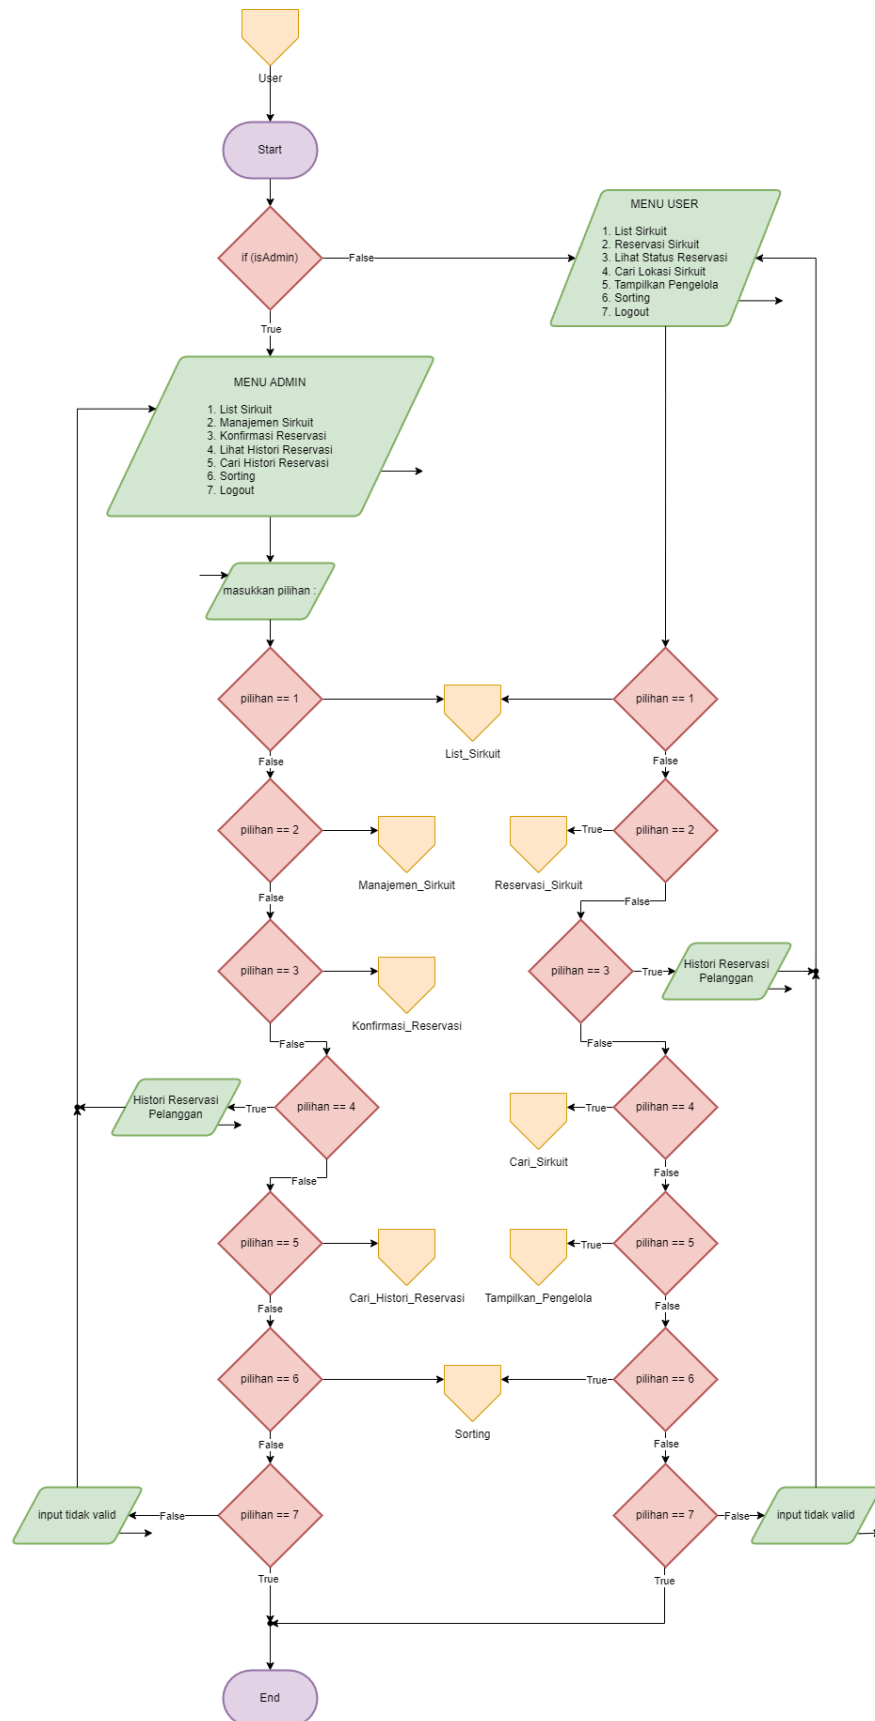 User
Start
if (isAdmin)
False
True
MENU USER
1. List Sirkuit
2. Reservasi Sirkuit
3. Lihat Status Reservasi
4. Cari Lokasi Sirkuit
5. Tampilkan Pengelola
6. Sorting
7. Logout
MENU ADMIN
1. List Sirkuit
2. Manajemen Sirkuit
3. Konfirmasi Reservasi
4. Lihat Histori Reservasi
5. Cari Histori Reservasi
6. Sorting
7. Logout
masukkan pilihan :
pilihan == 1
List_Sirkuit
pilihan == 1
False
False
pilihan == 2
Manajemen_Sirkuit
Reservasi_Sirkuit
True
pilihan == 2
False
False
pilihan == 3
Konfirmasi_Reservasi
pilihan == 3
True
Histori Reservasi
Pelanggan
False
False
Histori Reservasi
Pelanggan
True
pilihan == 4
Cari_Sirkuit
True
pilihan == 4
False
False
pilihan == 5
Cari_Histori_Reservasi
Tampilkan_Pengelola
True
pilihan == 5
False
False
pilihan == 6
Sorting
True
pilihan == 6
False
False
input tidak valid
False
pilihan == 7
pilihan == 7
False
input tidak valid
True
True
End